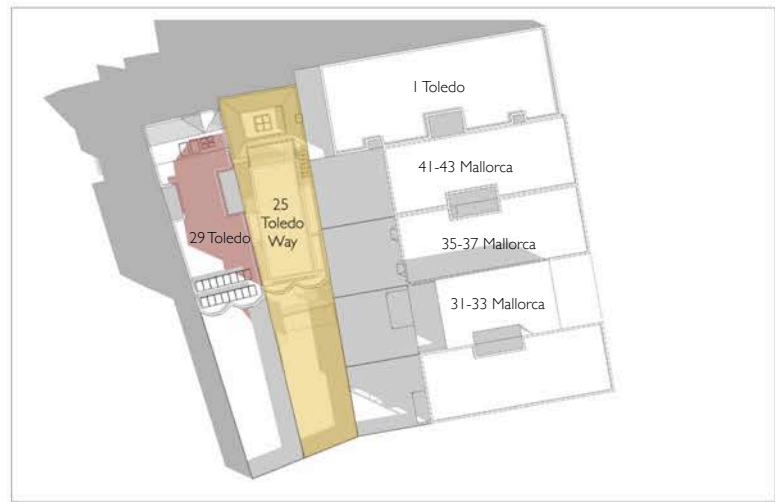 1 Toledo
41-43 Mallorca
25
Toledo
Way
29 Toledo
35-37 Mallorca
31-33 Mallorca